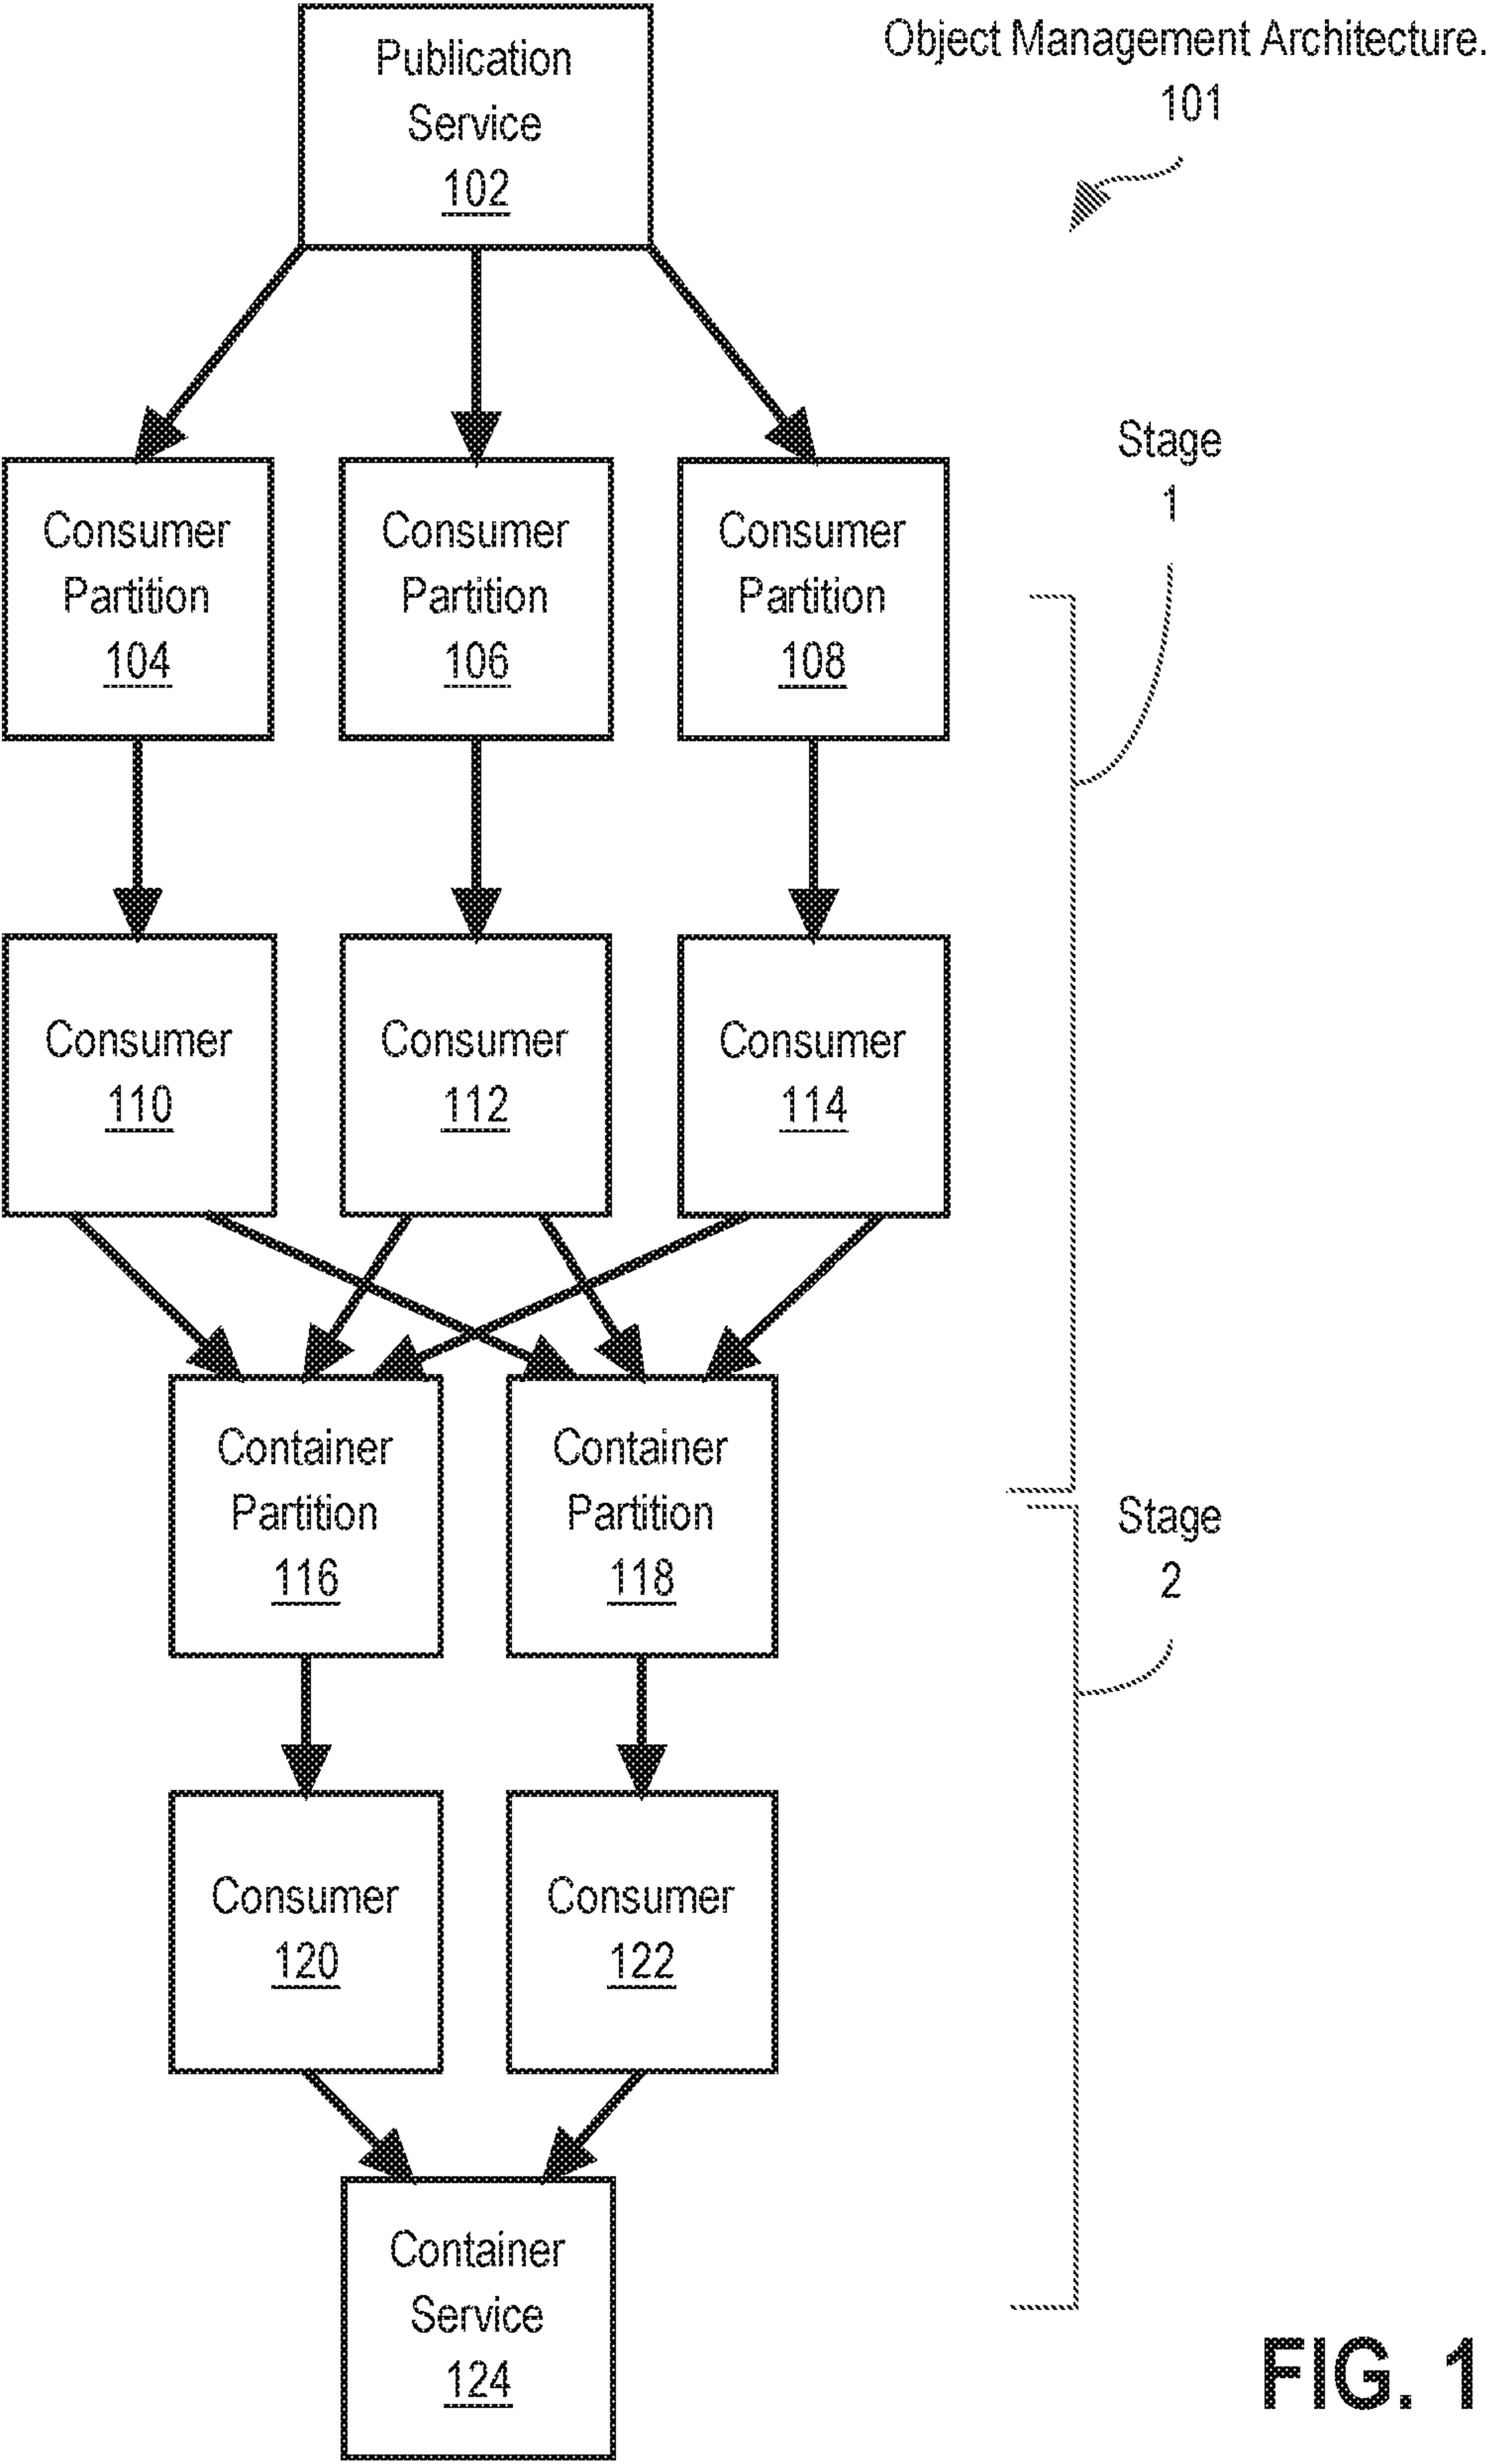 Publication
Service
102
Object Management Architecture.
101
Stage
1
Consumer
Partition
104
Consumer
Partition
106
Consumer
Partition
108
Consumer
110
Consumer
112
Consumer
114
Container
Partition
116
Container
Partition
118
Stage
2
Consumer
120
Consumer
122
Container
Service
124
FIG. 1